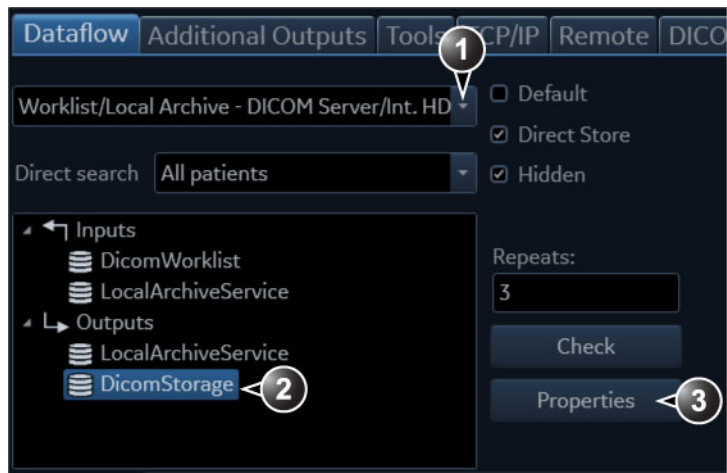 Dataflow Additional Outputs Tools TCP/IP Remote DICO
1
Worklist/Local Archive - DICOM Server/Int. HD
Default
Direct Store
Direct search All patients
Hidden
Inputs
DicomWorklist
LocalArchiveService
Outputs
LocalArchiveService
DicomStorage 2
Repeats:
3
Check
Properties 3